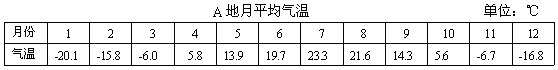 A 地月平均气温 单位：℃
月份 1 2 3 4 5 6 7 8 9 10 11 12
气温 -20.1 -15.8 -6.0 5.8 13.9 19.7 23.3 21.6 14.3 5.6 -6.7 -16.8